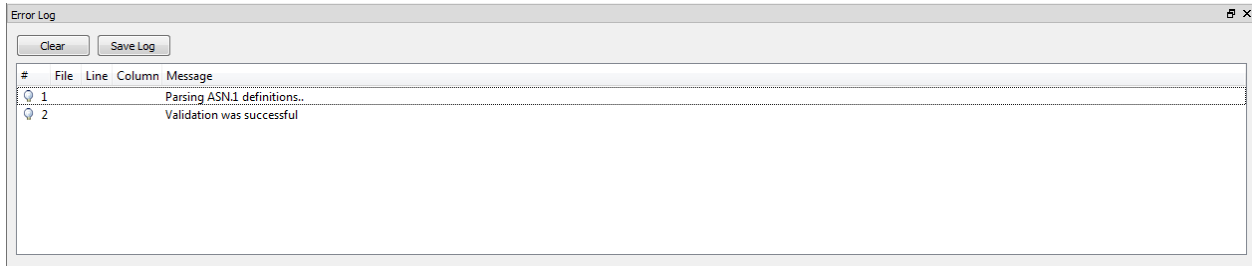 Error Log
Clear Save Log
# File Line Column Message
1 Parsing ASN.1 definitions..
2 Validation was successful